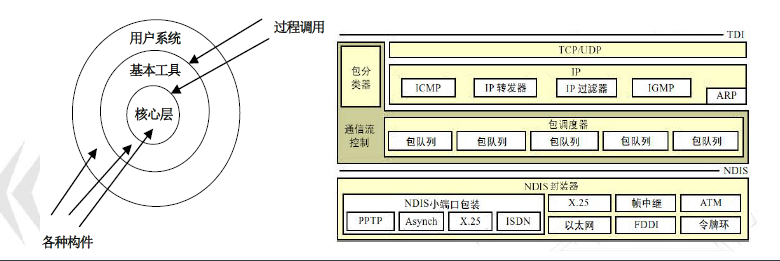 用户系统
基本工具
核心层
过程调用
各种构件
TDI
TCP/UDP
包分
类器
IP
ICMP
IP 转发器
IP 过滤器
IGMP
ARP
通信流
控制
包调度器
包队列
包队列
包队列
包队列
包队列
NDIS
NDIS 封装器
NDIS小端口包装
PPTP
Asynch
X.25
ISDN
X.25
帧中继
ATM
以太网
FDDI
令牌环